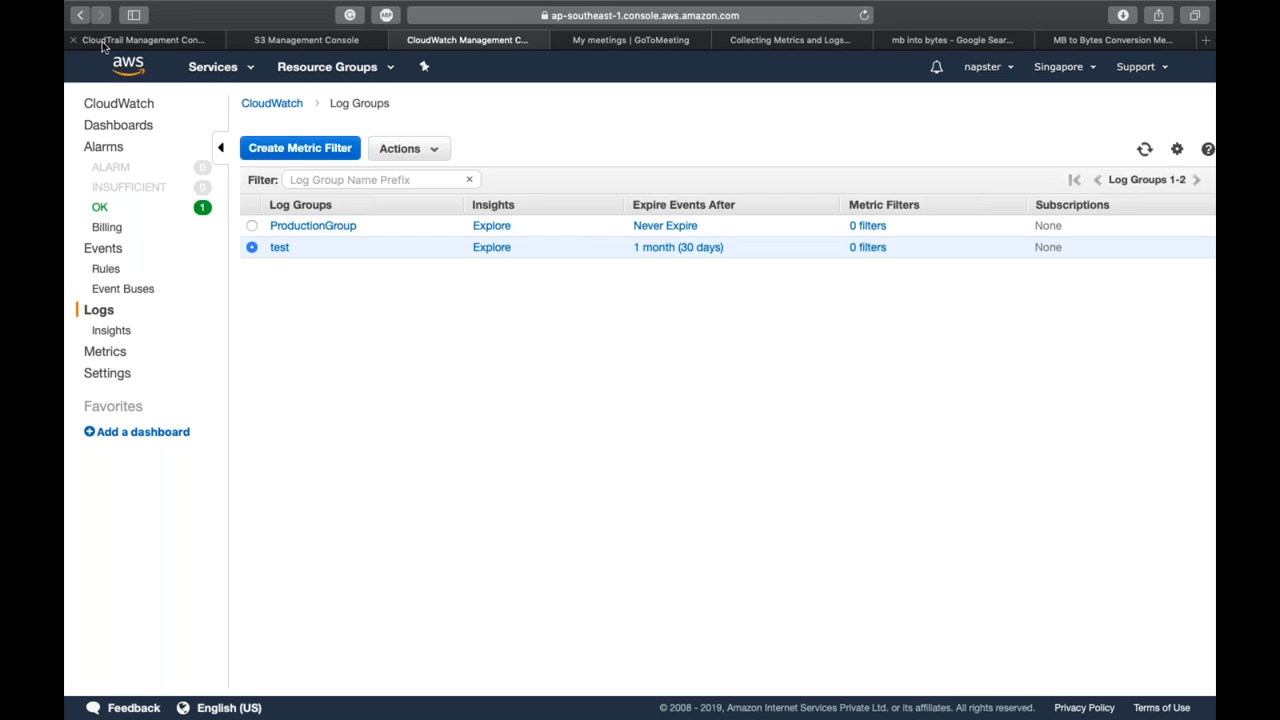 ABP
ap-southeast-1.console.aws.amazon.com
CloudTrail Management Con...
S3 Management Console
CloudWatch Management C...
My meetings | GoToMeeting
Collecting Metrics and Logs...
mb into bytes - Google Sear...
MB to Bytes Conversion Me...
aws
Services
Resource Groups
napster
Singapore
Support
CloudWatch
Dashboards
Alarms
ALARM 0
INSUFFICIENT 0
OK 1
Billing
Events
Rules
Event Buses
Logs
Insights
Metrics
Settings
Favorites
Add a dashboard
CloudWatch > Log Groups
Create Metric Filter
Actions
Filter: Log Group Name Prefix
Log Groups 1-2
Log Groups Insights Expire Events After Metric Filters Subscriptions
ProductionGroup Explore Never Expire 0 filters None
test Explore 1 month (30 days) 0 filters None
Feedback
English (US)
© 2008 - 2019, Amazon Internet Services Private Ltd. or its affiliates. All rights reserved.
Privacy Policy
Terms of Use